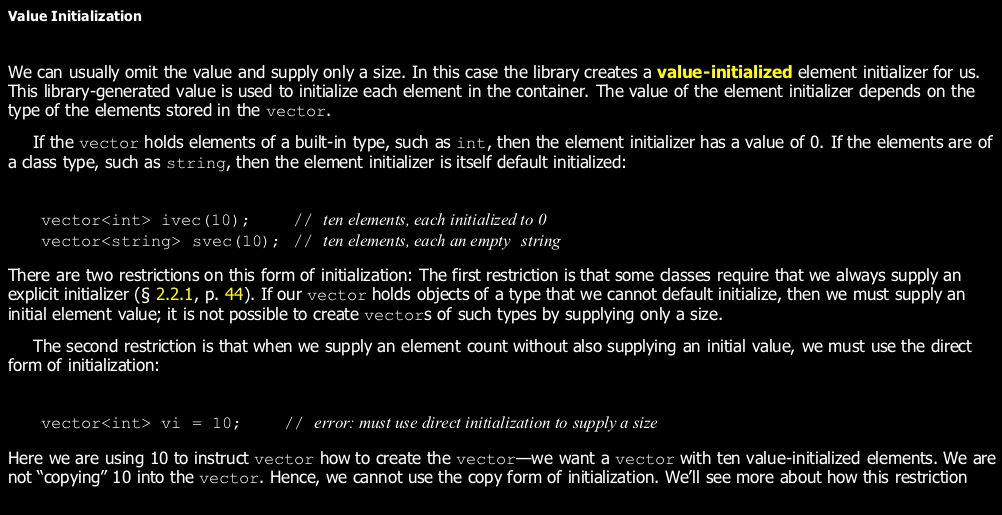 Value Initialization
We can usually omit the value and supply only a size. In this case the library creates a value-initialized element initializer for us.
This library-generated value is used to initialize each element in the container. The value of the element initializer depends on the
type of the elements stored in the vector.
If the vector holds elements of a built-in type, such as int, then the element initializer has a value of 0. If the elements are of
a class type, such as string, then the element initializer is itself default initialized:
vector<int> ivec(10); // ten elements, each initialized to 0
vector<string> svec(10); // ten elements, each an empty string
There are two restrictions on this form of initialization: The first restriction is that some classes require that we always supply an
explicit initializer (§ 2.2.1, p. 44). If our vector holds objects of a type that we cannot default initialize, then we must supply an
initial element value; it is not possible to create vectors of such types by supplying only a size.
The second restriction is that when we supply an element count without also supplying an initial value, we must use the direct
form of initialization:
vector<int> vi = 10; // error: must use direct initialization to supply a size
Here we are using 10 to instruct vector how to create the vector—we want a vector with ten value-initialized elements. We are
not “copying” 10 into the vector. Hence, we cannot use the copy form of initialization. We’ll see more about how this restriction